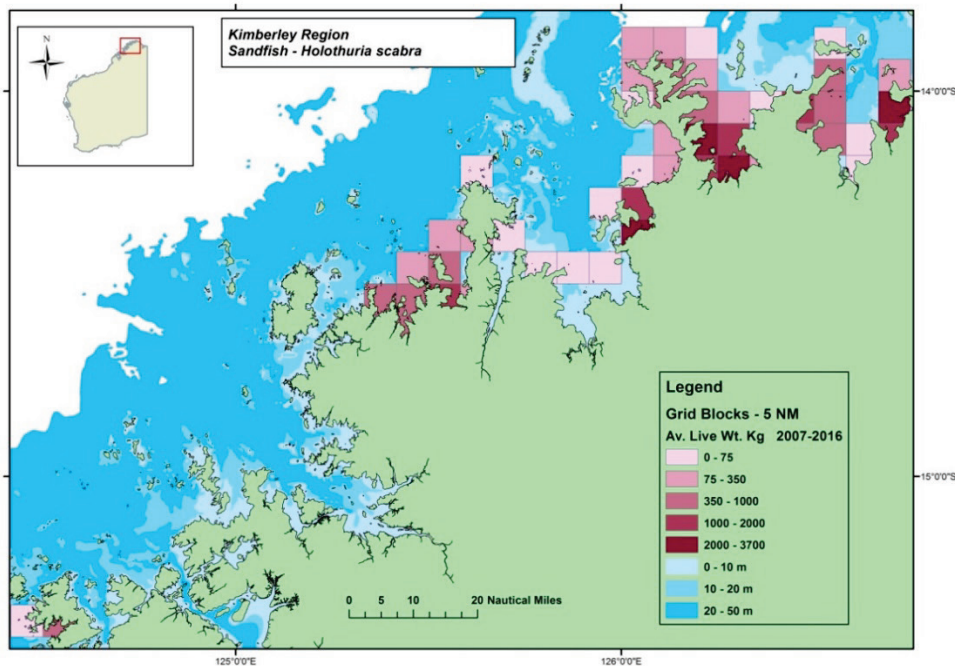 N
Kimberley Region
Sandfish - Holothuria scabra
14°0'0"S
Legend
Grid Blocks - 5 NM
Av. Live Wt. Kg 2007-2016
0 - 75
75 - 350
350 - 1000
1000 - 2000
2000 - 3700
0 - 10 m
10 - 20 m
20 - 50 m
15°0'0"S
0 5 10 20 Nautical Miles
125°0'0"E
126°0'0"E